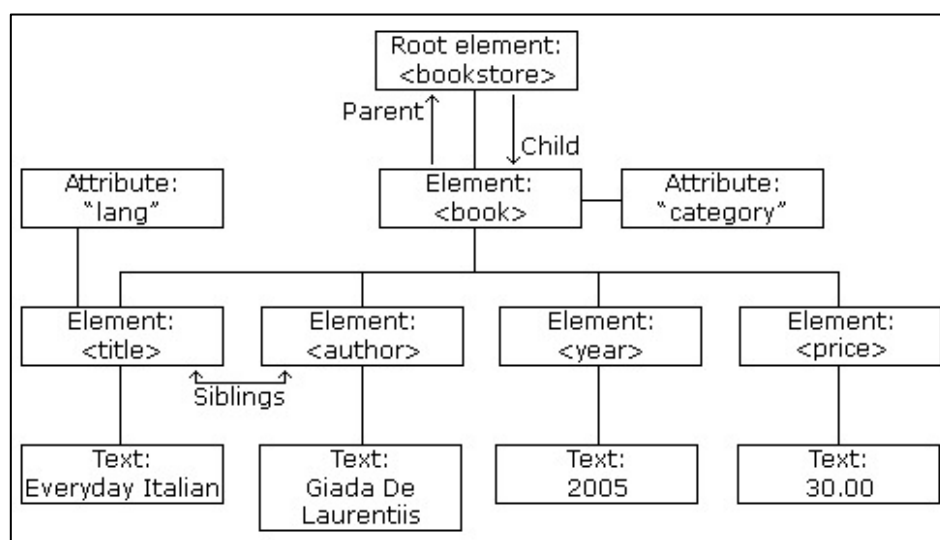 Root element:
<bookstore>
Parent
Child
Attribute:
"lang"
Element:
<book>
Attribute:
"category"
Element:
<title>
Element:
<author>
Element:
<year>
Element:
<price>
Siblings
Text:
Everyday Italian
Text:
Giada De
Laurentiis
Text:
2005
Text:
30.00